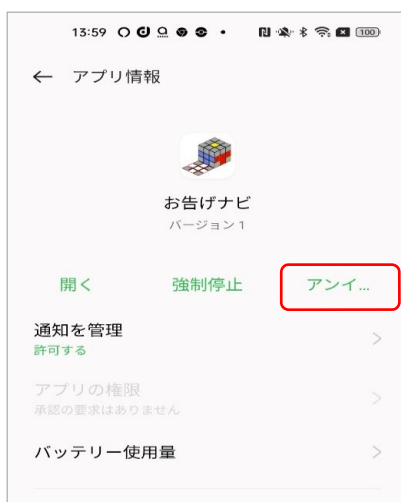 13:59
100
アプリ情報
お告げナビ
バージョン 1
開く 強制停止 アンイ...
通知を管理
許可する
アプリの権限
承認の要求はありません
バッテリー使用量